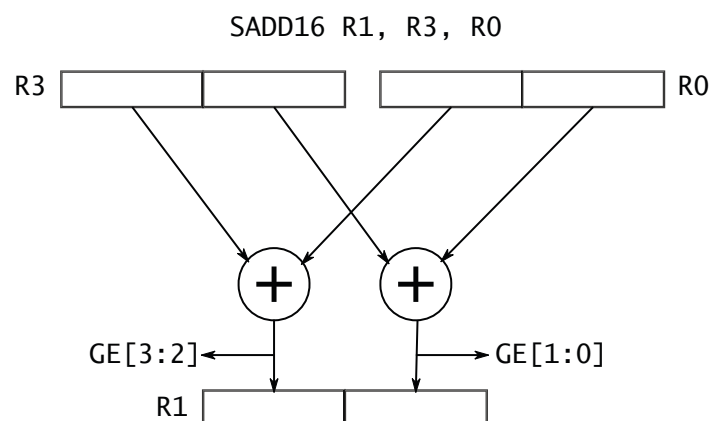 SADD16 R1, R3, R0
R3 R0
+ +
GE[3:2] GE[1:0]
R1